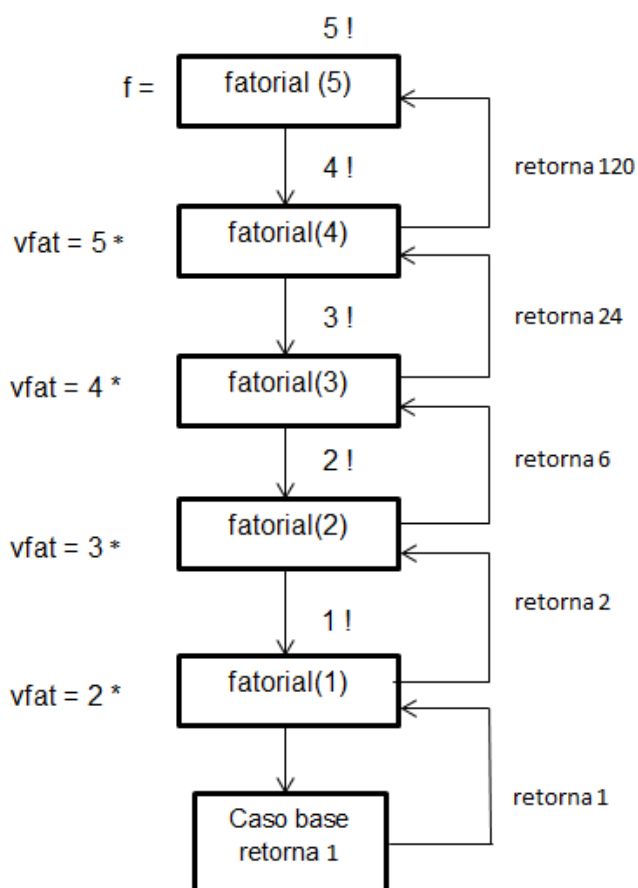 5 !
f =
fatorial (5)
4 !
retorna 120
vfat = 5 *
fatorial(4)
3 !
retorna 24
vfat = 4 *
fatorial(3)
2 !
retorna 6
vfat = 3 *
fatorial(2)
1 !
retorna 2
vfat = 2 *
fatorial(1)
retorna 1
Caso base
retorna 1